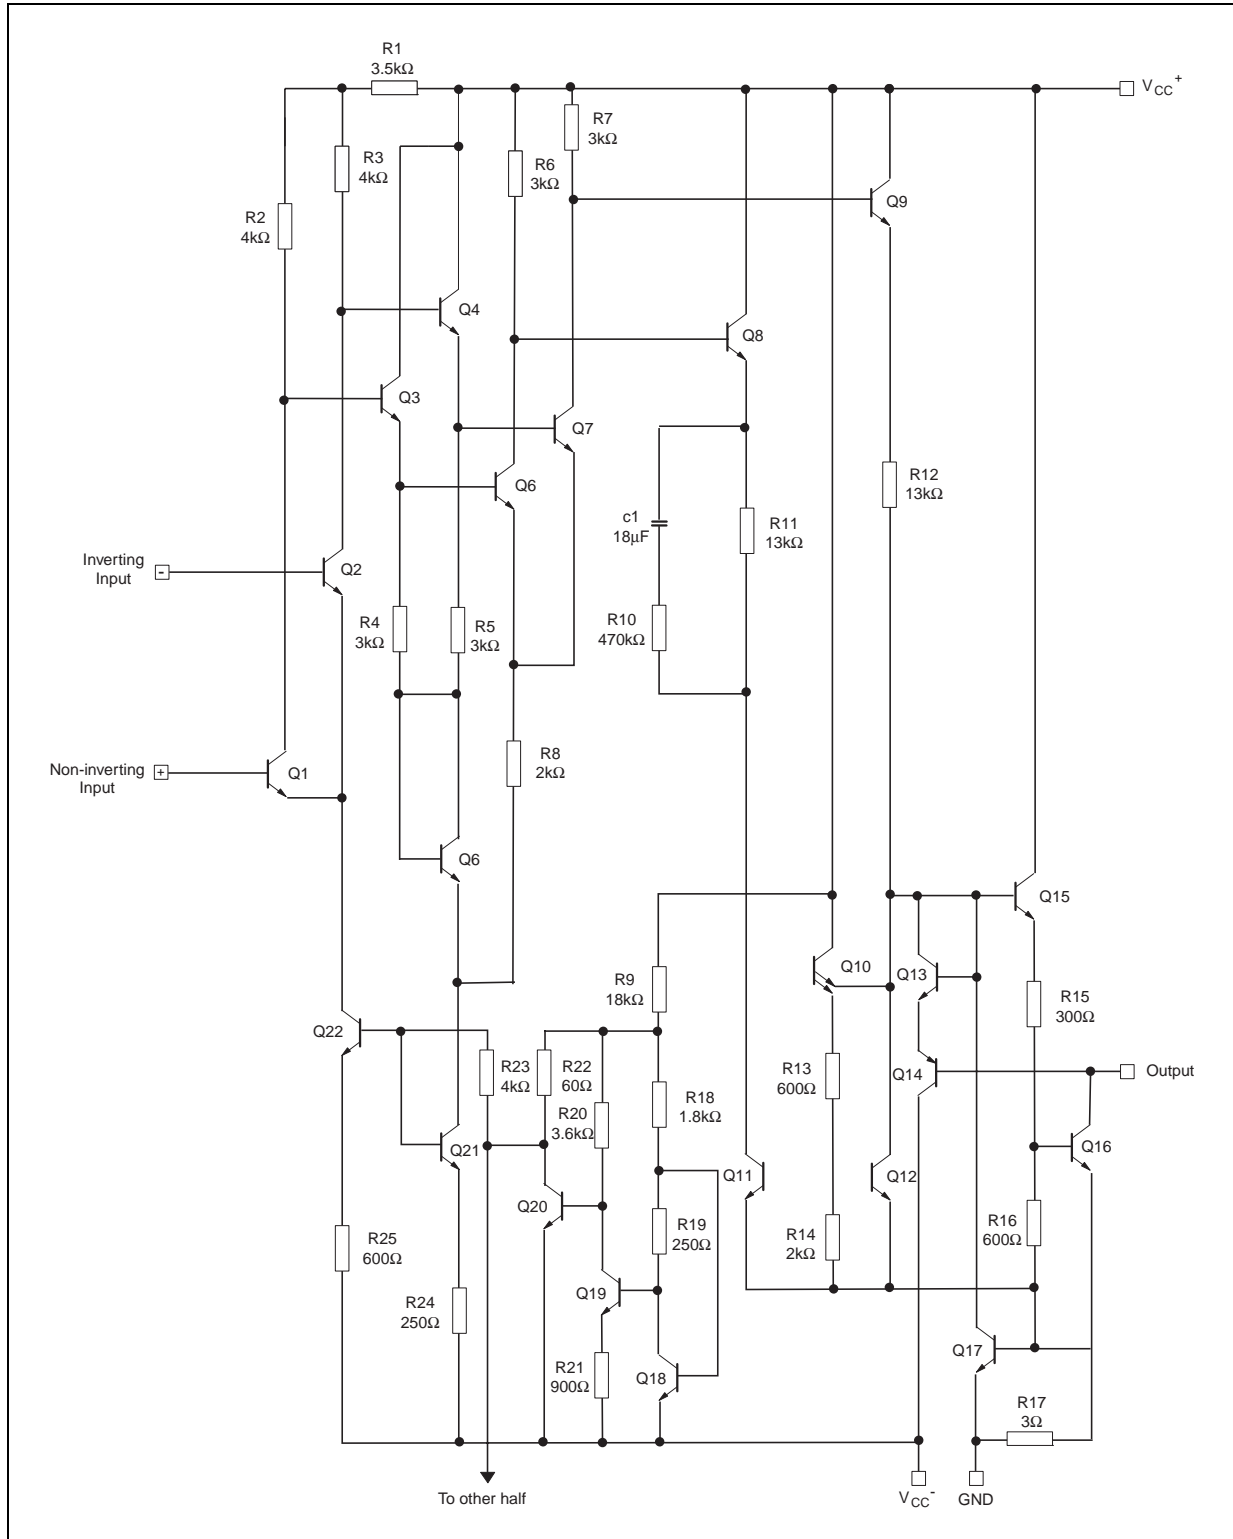 R1
3.5kΩ
VCC+
R7
3kΩ
R3
4kΩ
R6
3kΩ
Q9
R2
4kΩ
Q4
Q8
Q3
Q7
R12
13kΩ
Q6
c1
18µF
R11
13kΩ
Inverting
Input
-
Q2
R4
3kΩ
R5
3kΩ
R10
470kΩ
R8
2kΩ
Non-inverting
Input
+
Q1
Q6
Q15
R9
18kΩ
Q10
Q13
R15
300Ω
Q22
R23
4kΩ
R22
60Ω
R13
600Ω
Q14
Output
R18
1.8kΩ
R20
3.6kΩ
Q21
Q16
Q11
Q12
Q20
R19
250Ω
R14
2kΩ
R16
600Ω
R25
600Ω
R24
250Ω
Q19
Q17
R21
900Ω
Q18
R17
3Ω
To other half
VCC-
GND